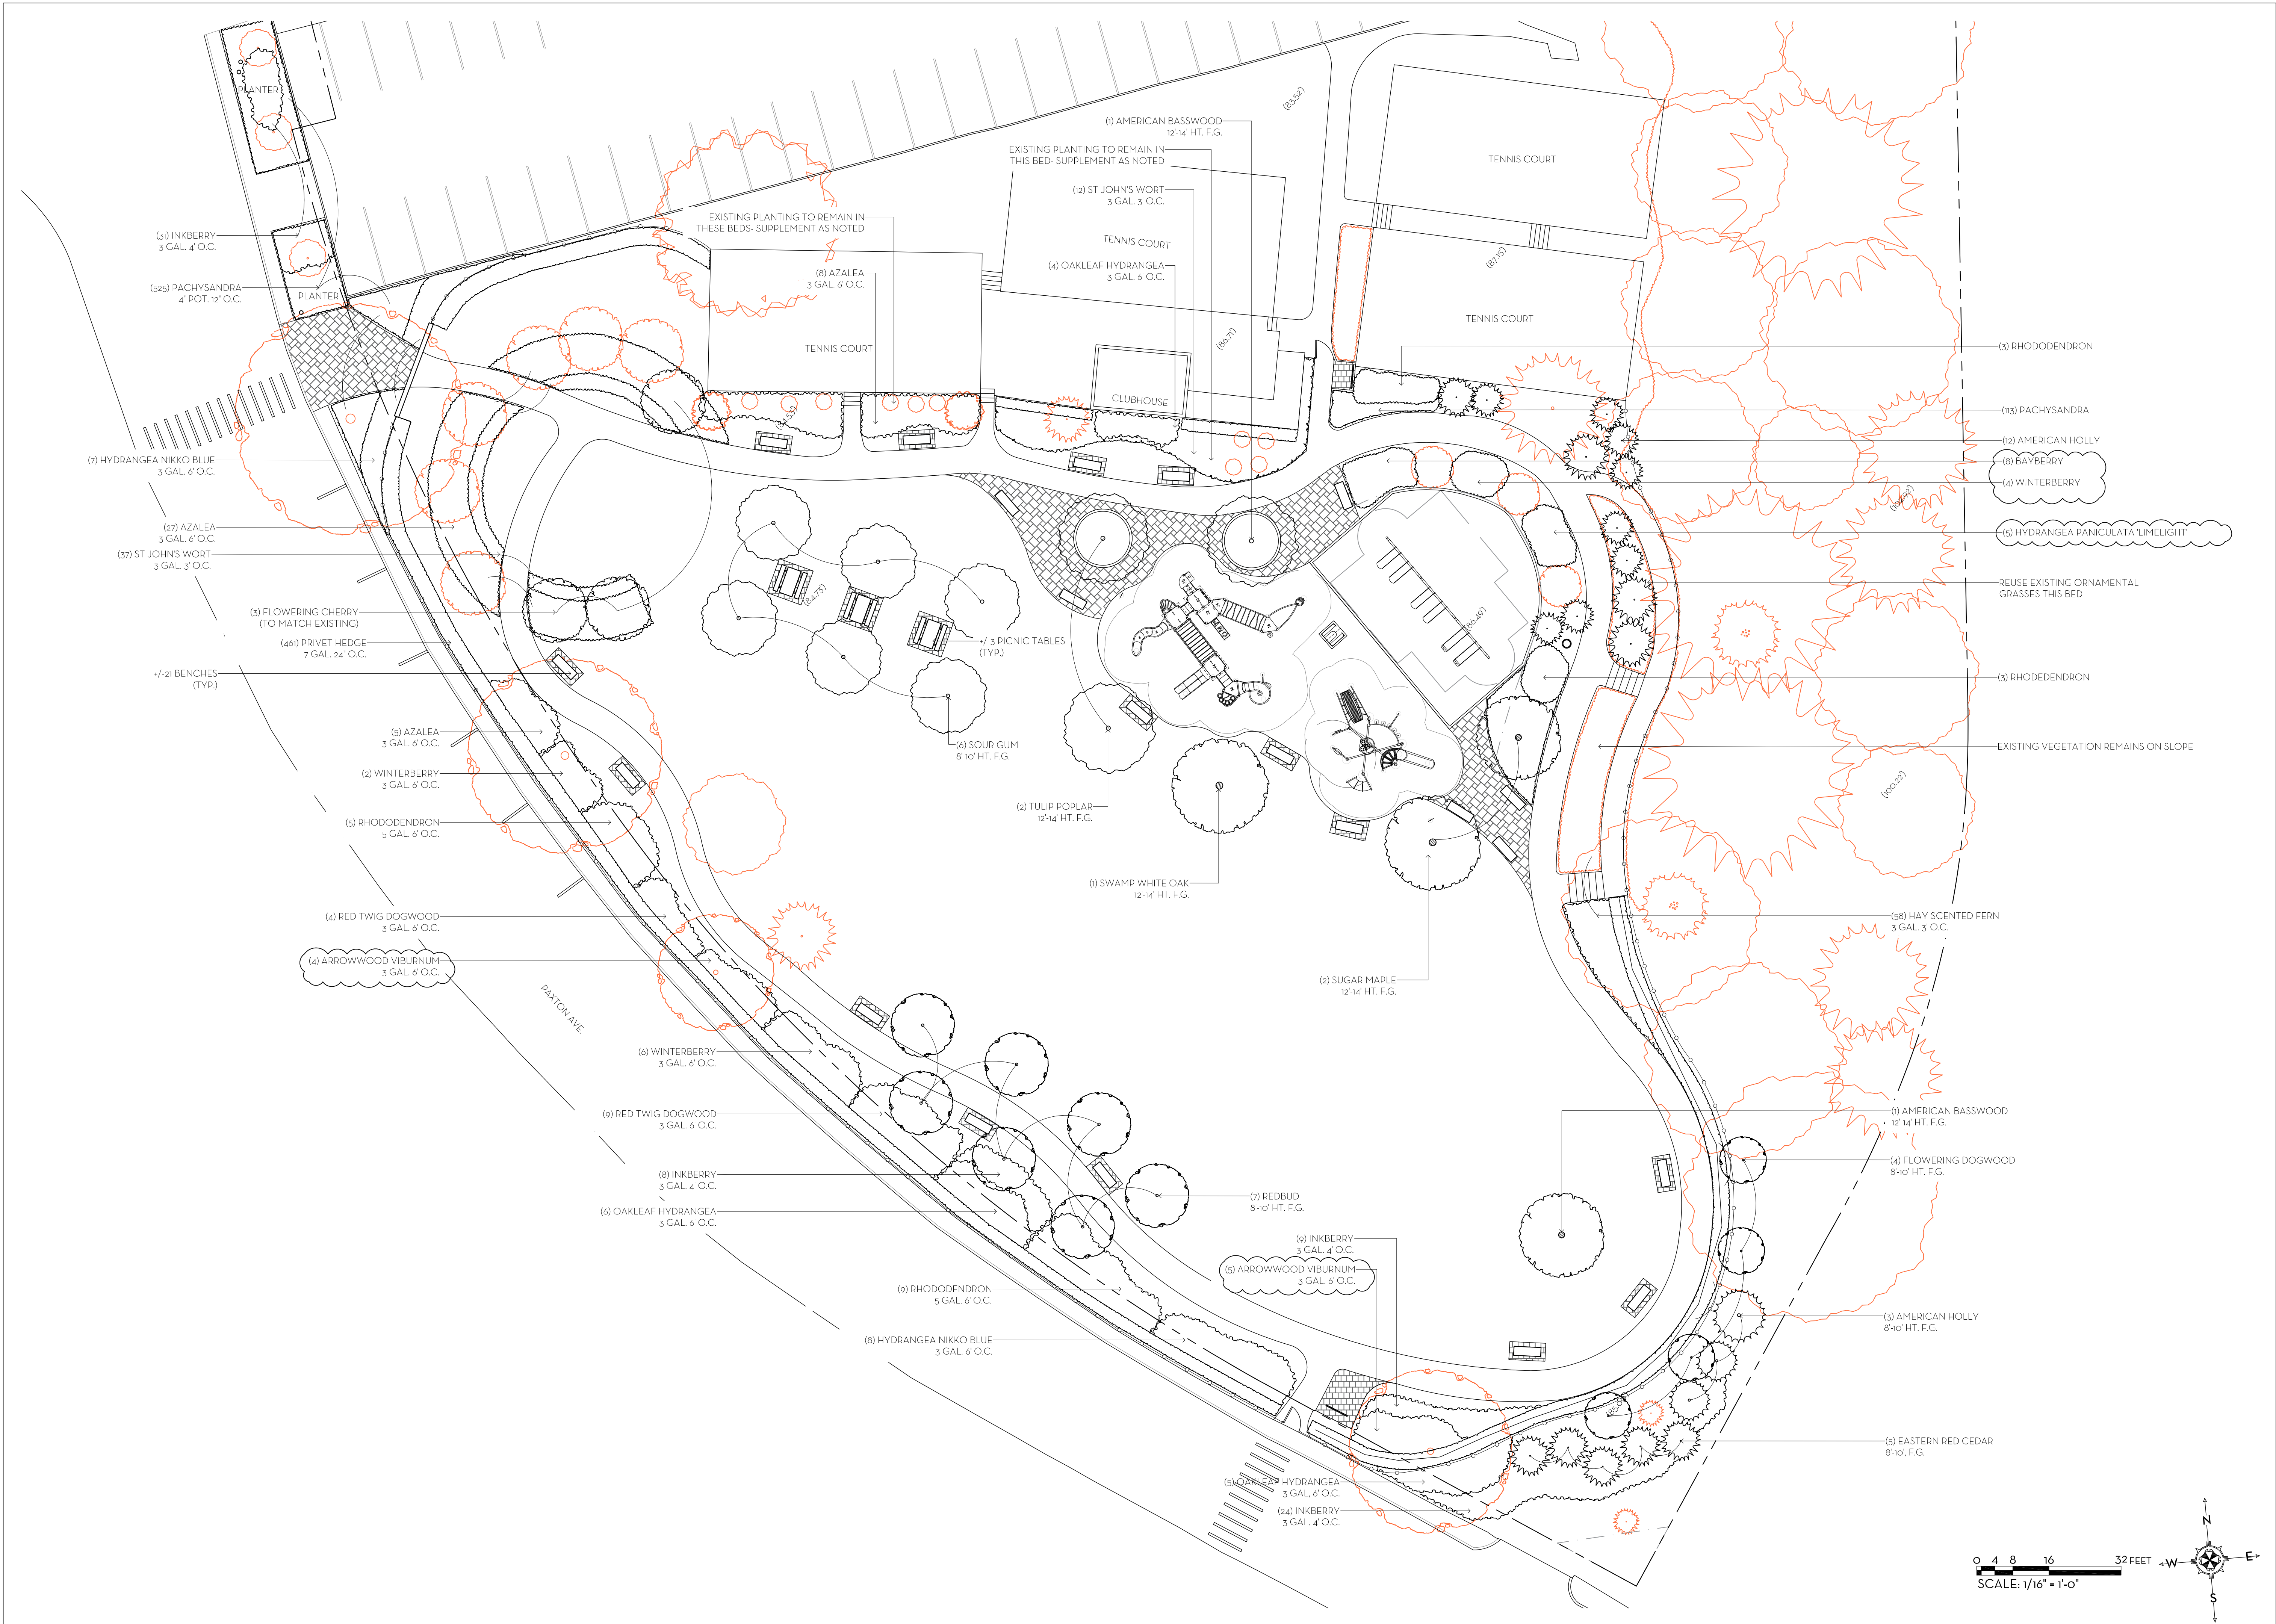 PLANTER
(1) AMERICAN BASSWOOD
12'-14' HT. F.G.
EXISTING PLANTING TO REMAIN IN
THIS BED- SUPPLEMENT AS NOTED
(12) ST JOHN'S WORT
3 GAL. 3' O.C.
(83.52')
TENNIS COURT
EXISTING PLANTING TO REMAIN IN
THESE BEDS- SUPPLEMENT AS NOTED
(31) INKBERRY
3 GAL. 4' O.C.
TENNIS COURT
(4) OAKLEAF HYDRANGEA
3 GAL. 6' O.C.
(87.15')
(8) AZALEA
3 GAL. 6' O.C.
(525) PACHYSANDRA
4" POT. 12" O.C.
PLANTER
TENNIS COURT
TENNIS COURT
(86.71')
(3) RHODODENDRON
CLUBHOUSE
(113) PACHYSANDRA
(12) AMERICAN HOLLY
(7) HYDRANGEA NIKKO BLUE
3 GAL. 6' O.C.
(8) BAYBERRY
(4) WINTERBERRY
(27) AZALEA
3 GAL. 6' O.C.
(5) HYDRANGEA PANICULATA 'LIMELIGHT'
(37) ST JOHN'S WORT
3 GAL. 3' O.C.
REUSE EXISTING ORNAMENTAL
GRASSES THIS BED
(84.73')
(3) FLOWERING CHERRY
(TO MATCH EXISTING)
(86.49')
(461) PRIVET HEDGE
7 GAL. 24" O.C.
+/-3 PICNIC TABLES
(TYP.)
+/-21 BENCHES
(TYP.)
(3) RHODEDENDRON
(5) AZALEA
3 GAL. 6' O.C.
(6) SOUR GUM
8'-10' HT. F.G.
EXISTING VEGETATION REMAINS ON SLOPE
(2) WINTERBERRY
3 GAL. 6' O.C.
(100.22')
(2) TULIP POPLAR
12'-14' HT. F.G.
(5) RHODODENDRON
5 GAL. 6' O.C.
(1) SWAMP WHITE OAK
12'-14' HT. F.G.
(4) RED TWIG DOGWOOD
3 GAL. 6' O.C.
(58) HAY SCENTED FERN
3 GAL. 3' O.C.
(4) ARROWWOOD VIBURNUM
3 GAL. 6' O.C.
(2) SUGAR MAPLE
12'-14' HT. F.G.
PAXTON AVE.
(6) WINTERBERRY
3 GAL. 6' O.C.
(9) RED TWIG DOGWOOD
3 GAL. 6' O.C.
(1) AMERICAN BASSWOOD
12'-14' HT. F.G.
(4) FLOWERING DOGWOOD
8'-10' HT. F.G.
(8) INKBERRY
3 GAL. 4' O.C.
(7) REDBUD
8'-10' HT. F.G.
(6) OAKLEAF HYDRANGEA
3 GAL. 6' O.C.
(9) INKBERRY
3 GAL. 4' O.C.
(5) ARROWWOOD VIBURNUM
3 GAL. 6' O.C.
(9) RHODODENDRON
5 GAL. 6' O.C.
(3) AMERICAN HOLLY
8'-10' HT. F.G.
(8) HYDRANGEA NIKKO BLUE
3 GAL. 6' O.C.
(5) EASTERN RED CEDAR
8'-10', F.G.
(5) OAKLEAF HYDRANGEA
3 GAL, 6' O.C.
(24) INKBERRY
3 GAL. 4' O.C.
N
W
E
S
0 4 8 16 32 FEET
SCALE: 1/16" = 1'-0"